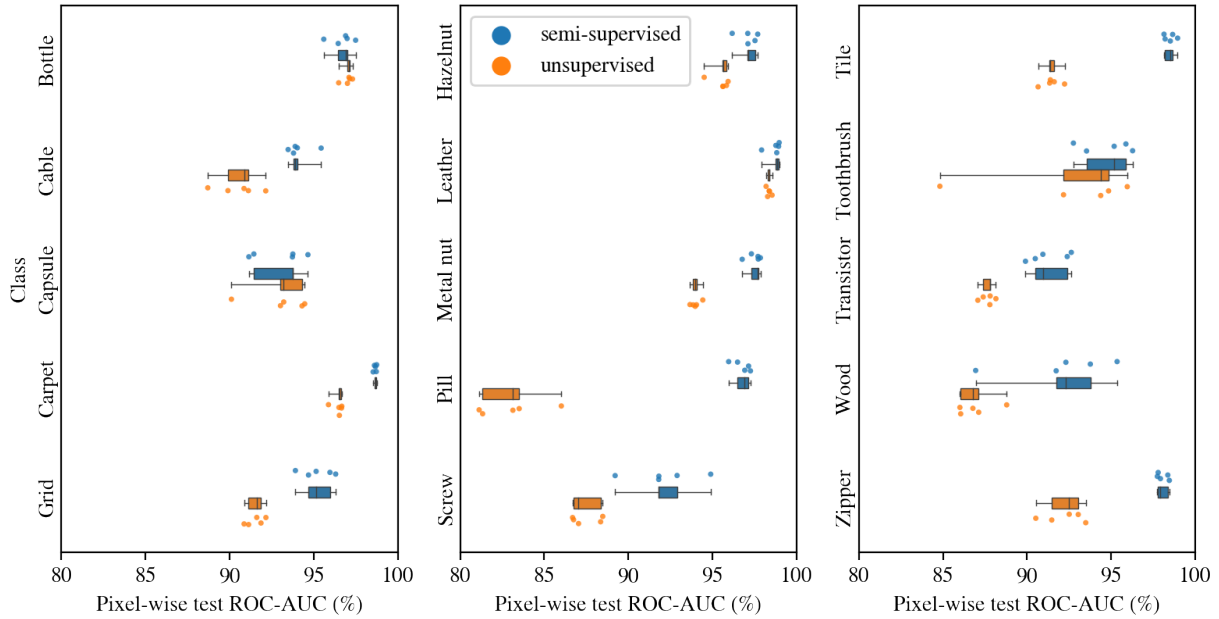 Class
Bottle
Cable
Capsule
Carpet
Grid
80 85 90 95 100
Pixel-wise test ROC-AUC (%)
semi-supervised
unsupervised
Hazelnut
Leather
Metal nut
Pill
Screw
80 85 90 95 100
Pixel-wise test ROC-AUC (%)
Tile
Toothbrush
Transistor
Wood
Zipper
80 85 90 95 100
Pixel-wise test ROC-AUC (%)